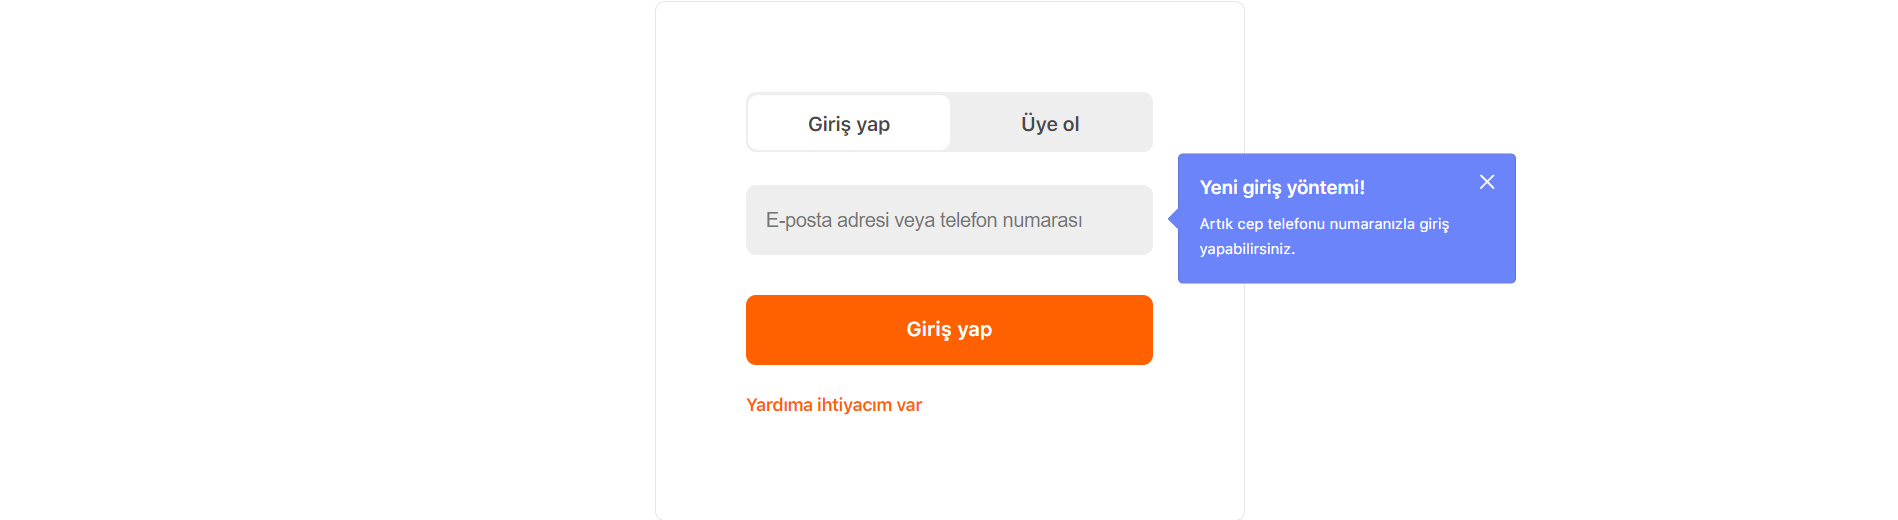 Giriş yap
Üye ol
E-posta adresi veya telefon numarası
Yeni giriş yöntemi!
Artık cep telefonu numaranızla giriş
yapabilirsiniz.
Giriş yap
Yardıma ihtiyacım var